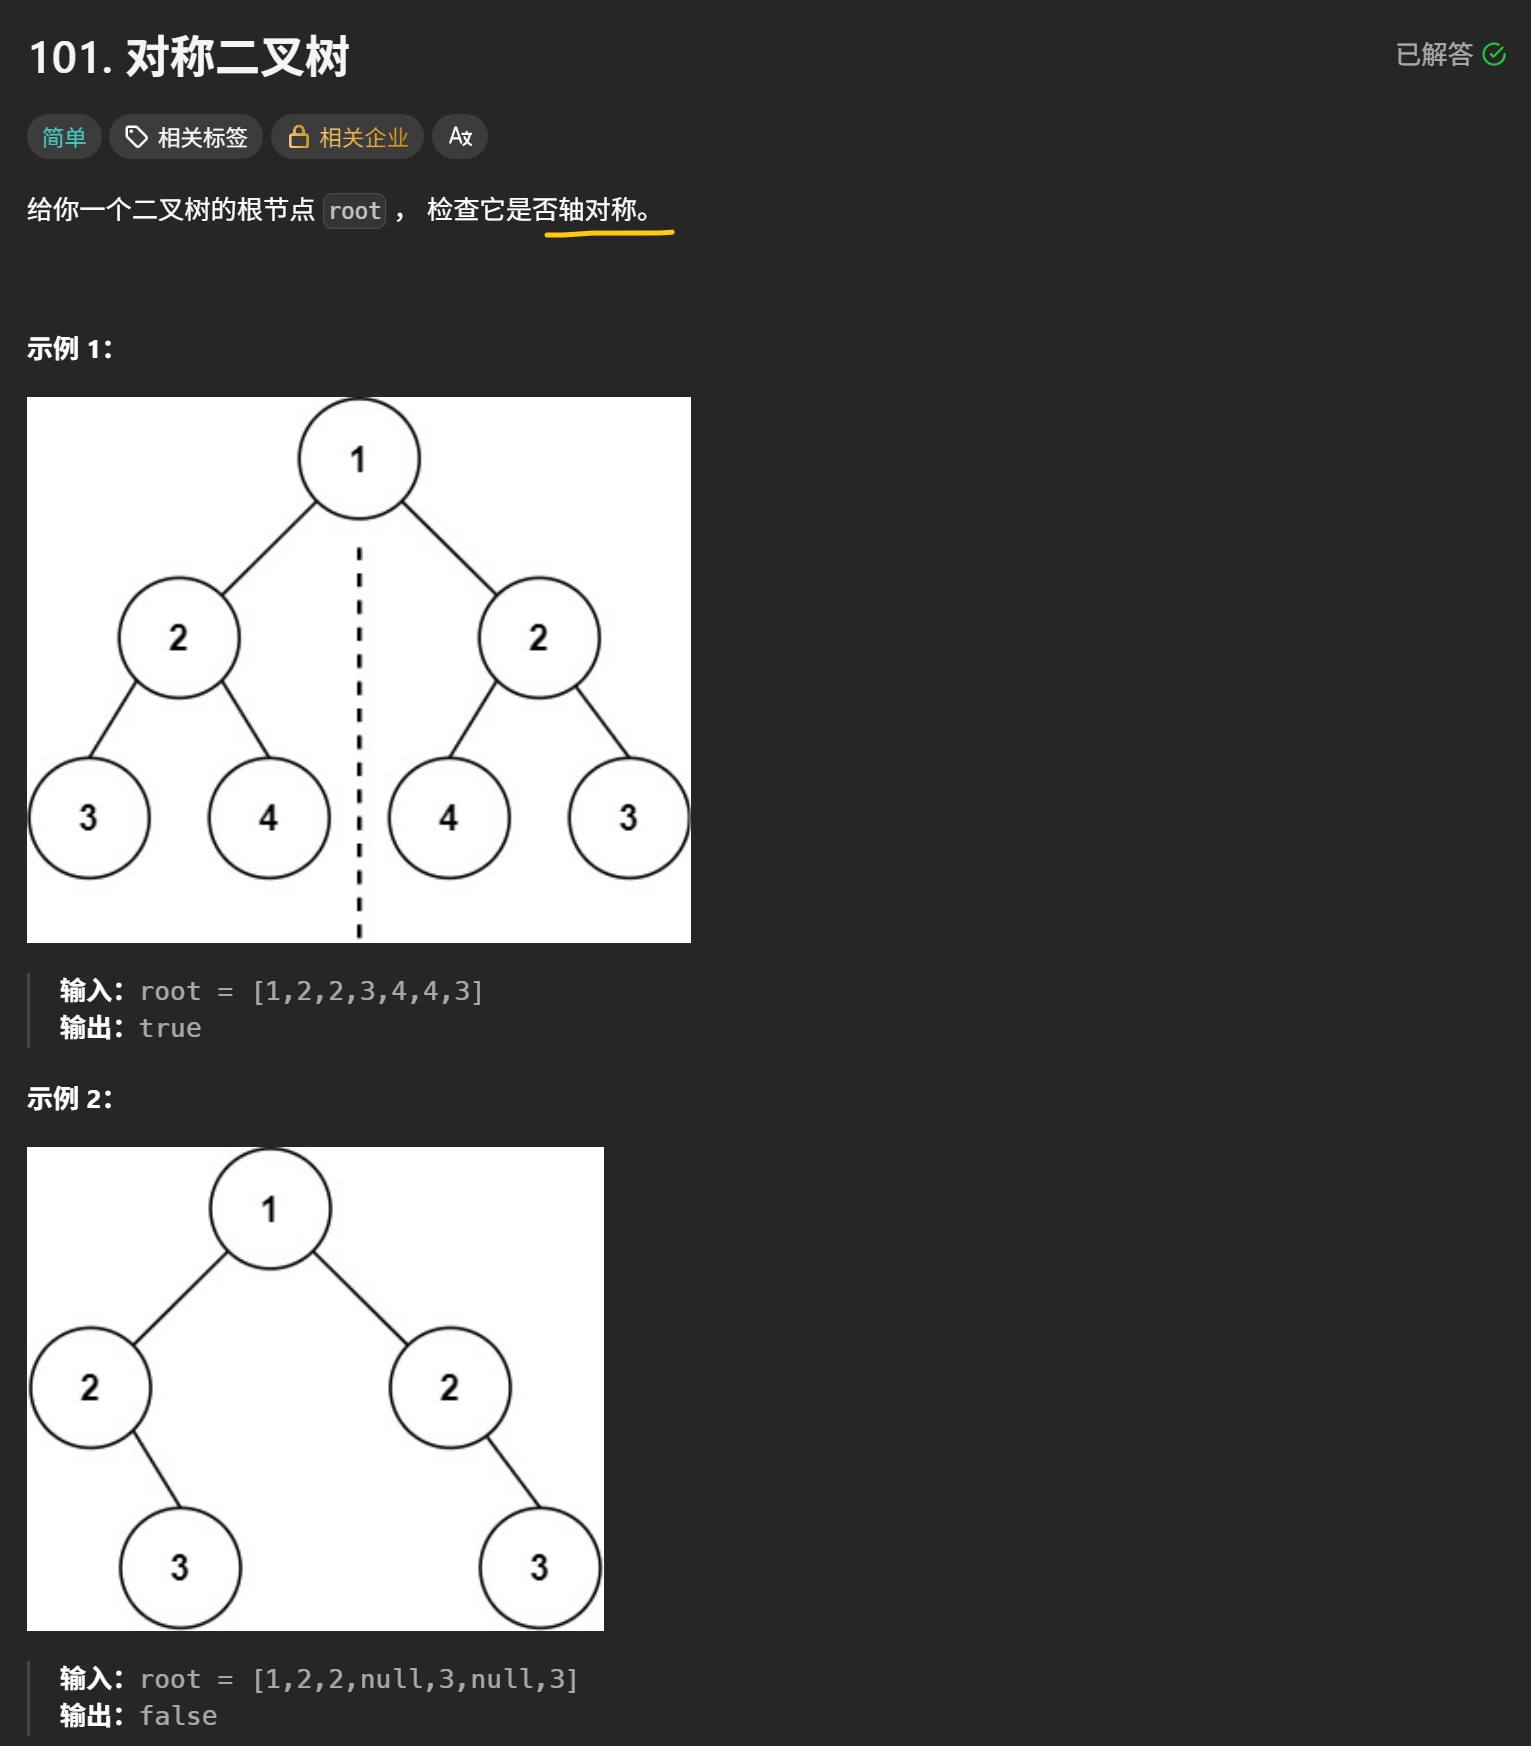 101. 对称二叉树
已解答
简单 相关标签 相关企业
给你一个二叉树的根节点 root ， 检查它是否轴对称。
示例 1：
1
2 2
3 4 4 3
输入：root = [1,2,2,3,4,4,3]
输出：true
示例 2：
1
2 2
3 3
输入：root = [1,2,2,null,3,null,3]
输出：false